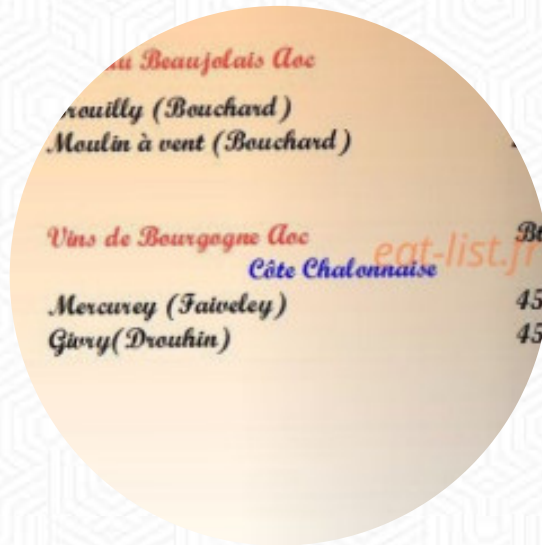 Beaujolais Aoc
(Bouchard)
Moulin à vent (Bouchard)
Vins de Bourgogne Aoc
eat-list.fr
Côte Chalonnaise
Mercurey (Faiveley) 45
Givry(Drouhin) 45